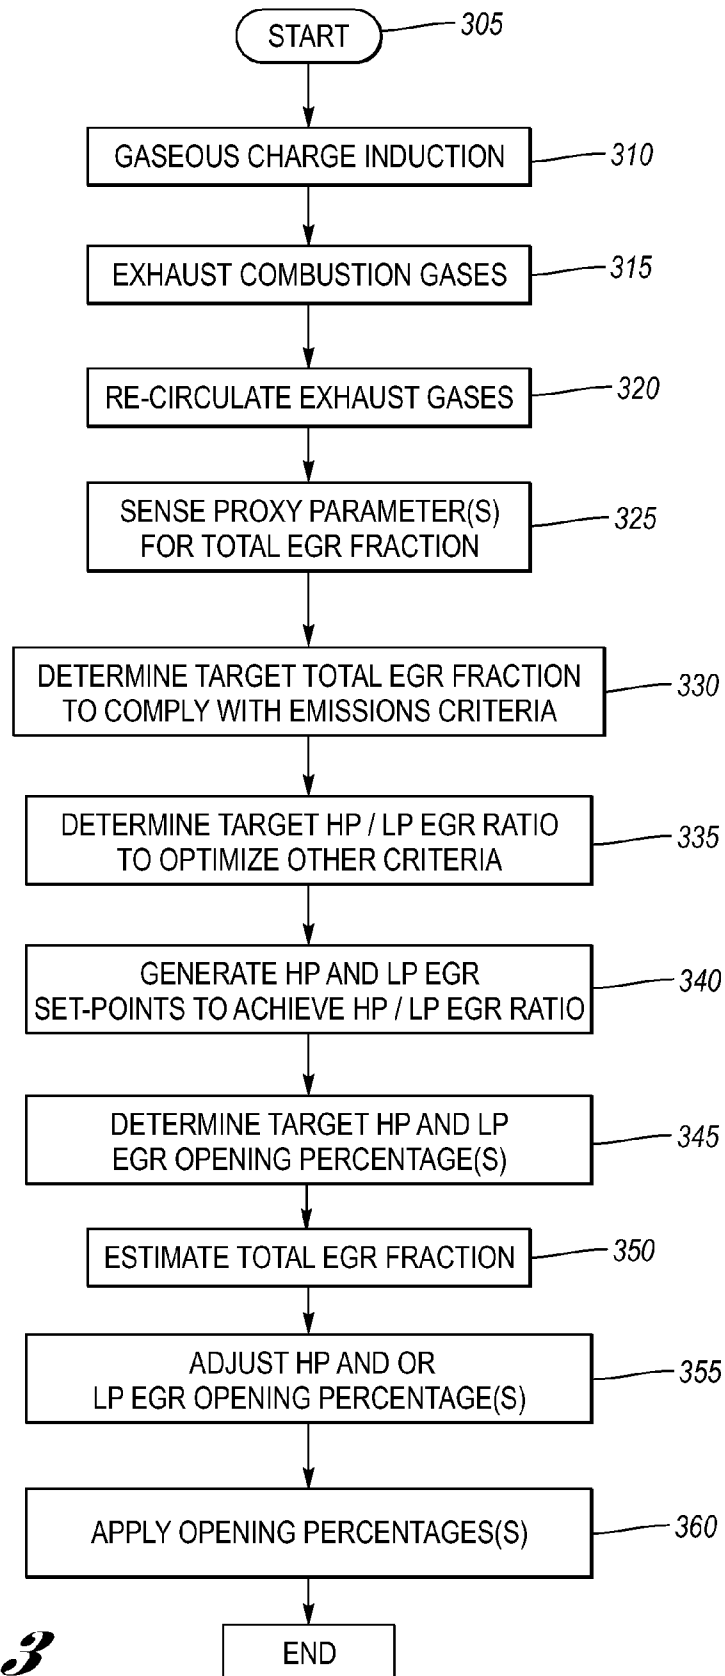 START
305
GASEOUS CHARGE INDUCTION
310
EXHAUST COMBUSTION GASES
315
RE-CIRCULATE EXHAUST GASES
320
SENSE PROXY PARAMETER(S)
FOR TOTAL EGR FRACTION
325
DETERMINE TARGET TOTAL EGR FRACTION
TO COMPLY WITH EMISSIONS CRITERIA
330
DETERMINE TARGET HP / LP EGR RATIO
TO OPTIMIZE OTHER CRITERIA
335
GENERATE HP AND LP EGR
SET-POINTS TO ACHIEVE HP / LP EGR RATIO
340
DETERMINE TARGET HP AND LP
EGR OPENING PERCENTAGE(S)
345
ESTIMATE TOTAL EGR FRACTION
350
ADJUST HP AND OR
LP EGR OPENING PERCENTAGE(S)
355
APPLY OPENING PERCENTAGES(S)
360
END
3